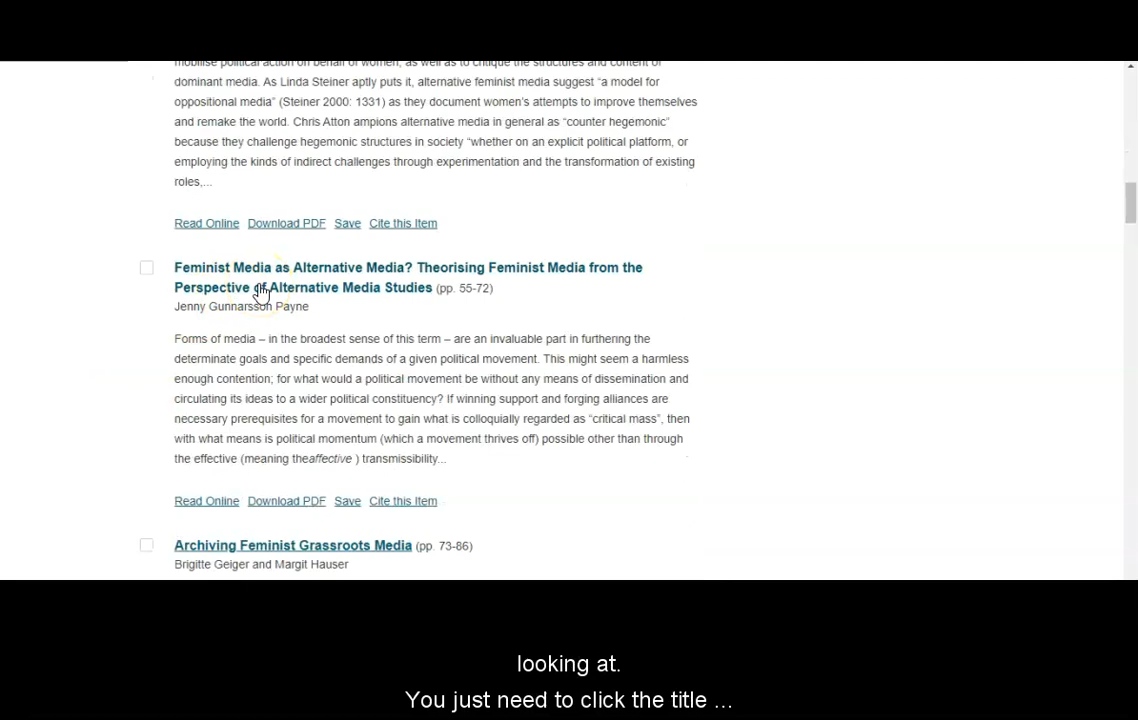 mobilise political action on behalf of women, as well as to critique the structures and content of
dominant media. As Linda Steiner aptly puts it, alternative feminist media suggest “a model for
oppositional media” (Steiner 2000: 1331) as they document women’s attempts to improve themselves
and remake the world. Chris Atton ampions alternative media in general as “counter hegemonic”
because they challenge hegemonic structures in society “whether on an explicit political platform, or
employing the kinds of indirect challenges through experimentation and the transformation of existing
roles,...
Read Online Download PDF Save Cite this Item
Feminist Media as Alternative Media? Theorising Feminist Media from the
Perspective of Alternative Media Studies (pp. 55-72)
Jenny Gunnarsson Payne
Forms of media – in the broadest sense of this term – are an invaluable part in furthering the
determinate goals and specific demands of a given political movement. This might seem a harmless
enough contention; for what would a political movement be without any means of dissemination and
circulating its ideas to a wider political constituency? If winning support and forging alliances are
necessary prerequisites for a movement to gain what is colloquially regarded as “critical mass”, then
with what means is political momentum (which a movement thrives off) possible other than through
the effective (meaning theaffective ) transmissibility...
Read Online Download PDF Save Cite this Item
Archiving Feminist Grassroots Media (pp. 73-86)
Brigitte Geiger and Margit Hauser
looking at.
You just need to click the title ...